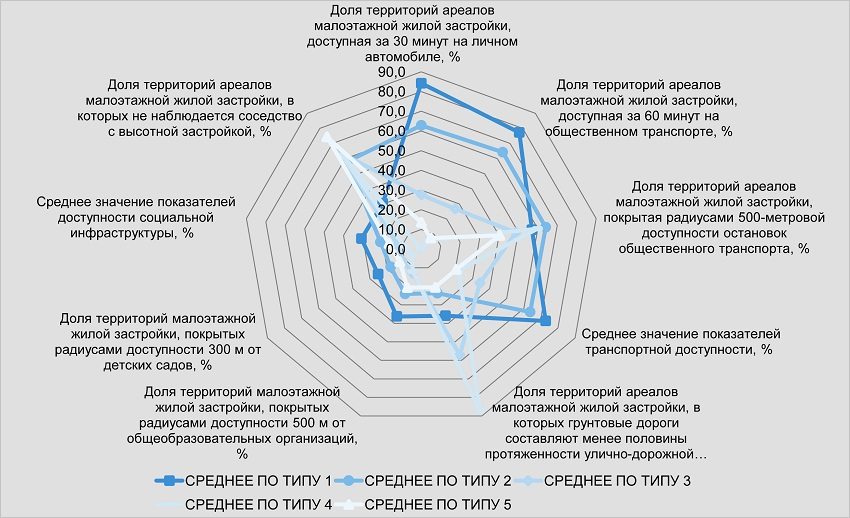 Доля территорий ареалов
малоэтажной жилой застройки,
доступная за 30 минут на личном
автомобиле, %
Доля территорий ареалов
малоэтажной жилой застройки,
доступная за 60 минут на
общественном транспорте, %
Доля территорий ареалов
малоэтажной жилой застройки,
покрытая радиусами 500-метровой
доступности остановок
общественного транспорта, %
Среднее значение показателей
транспортной доступности, %
Доля территорий ареалов
малоэтажной жилой застройки, в
которых грунтовые дороги
составляют менее половины
протяженности улично-дорожной…
Доля территорий малоэтажной
жилой застройки, покрытых
радиусами доступности 500 м от
общеобразовательных организаций,
%
Доля территорий малоэтажной
жилой застройки, покрытых
радиусами доступности 300 м от
детских садов, %
Среднее значение показателей
доступности социальной
инфраструктуры, %
Доля территорий ареалов
малоэтажной жилой застройки, в
которых не наблюдается соседство
с высотной застройкой, %
90,0
80,0
70,0
60,0
50,0
40,0
30,0
20,0
10,0
0,0
СРЕДНЕЕ ПО ТИПУ 1 СРЕДНЕЕ ПО ТИПУ 2 СРЕДНЕЕ ПО ТИПУ 3
СРЕДНЕЕ ПО ТИПУ 4 СРЕДНЕЕ ПО ТИПУ 5